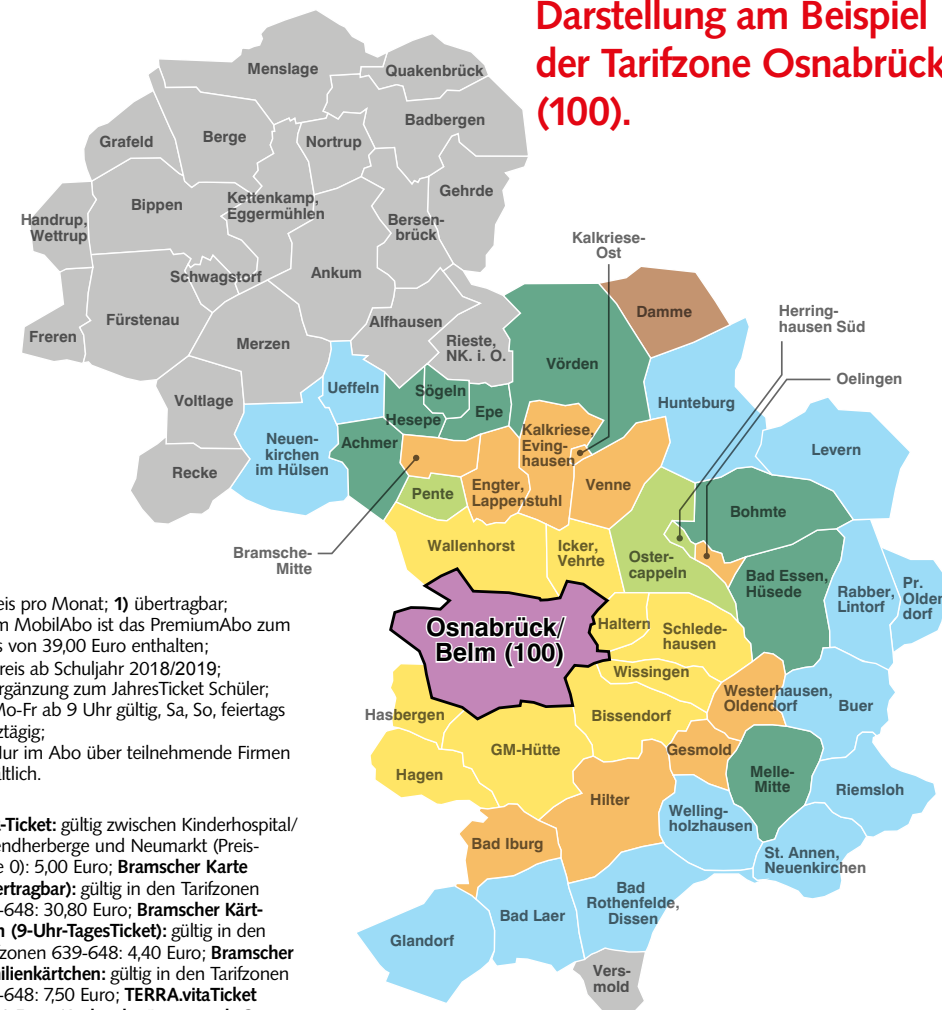 Darstellung am Beispiel
der Tarifzone Osnabrück
(100).
Menslage
Quakenbrück
Badbergen
Grafeld
Berge
Nortrup
Gehrde
Bippen
Kettenkamp,
Eggermühlen
Bersen-
brück
Handrup,
Wettrup
Kalkriese-
Ost
Schwagstorf
Ankum
Damme
Herring-
hausen Süd
Fürstenau
Alfhausen
Freren
Merzen
Rieste,
NK. i. O.
Vörden
Oelingen
Ueffeln
Sögeln
Voltlage
Hunteburg
Hesepe
Epe
Kalkriese,
Eving-
hausen
Achmer
Neuen-
kirchen
im Hülsen
Levern
Recke
Pente
Engter,
Lappenstuhl
Venne
Bohmte
Bramsche-
Mitte
Wallenhorst
Icker,
Vehrte
Oster-
cappeln
Bad Essen,
Hüsede
Rabber,
Lintorf
Pr.
Olden
dorf
Osnabrück/
Belm (100)
Haltern
Schlede-
hausen
Wissingen
Westerhausen,
Oldendorf
Buer
Hasbergen
Bissendorf
GM-Hütte
Gesmold
Hagen
Melle-
Mitte
Riemsloh
Hilter
Welling-
holzhausen
Bad Iburg
St. Annen,
Neuenkirchen
Bad
Rothenfelde,
Dissen
Bad Laer
Glandorf
Vers-
mold
eis pro Monat; 1) übertragbar;
m MobilAbo ist das PremiumAbo zum
s von 39,00 Euro enthalten;
reis ab Schuljahr 2018/2019;
rgänzung zum JahresTicket Schüler;
Mo-Fr ab 9 Uhr gültig, Sa, So, feiertags
ztägig;
Nur im Abo über teilnehmende Firmen
ältlich.
-Ticket: gültig zwischen Kinderhospital/
endherberge und Neumarkt (Preis-
e 0): 5,00 Euro; Bramscher Karte
ertragbar): gültig in den Tarifzonen
-648: 30,80 Euro; Bramscher Kärt-
n (9-Uhr-TagesTicket): gültig in den
fzonen 639-648: 4,40 Euro; Bramscher
ilienkärtchen: gültig in den Tarifzonen
-648: 7,50 Euro; TERRA.vitaTicket